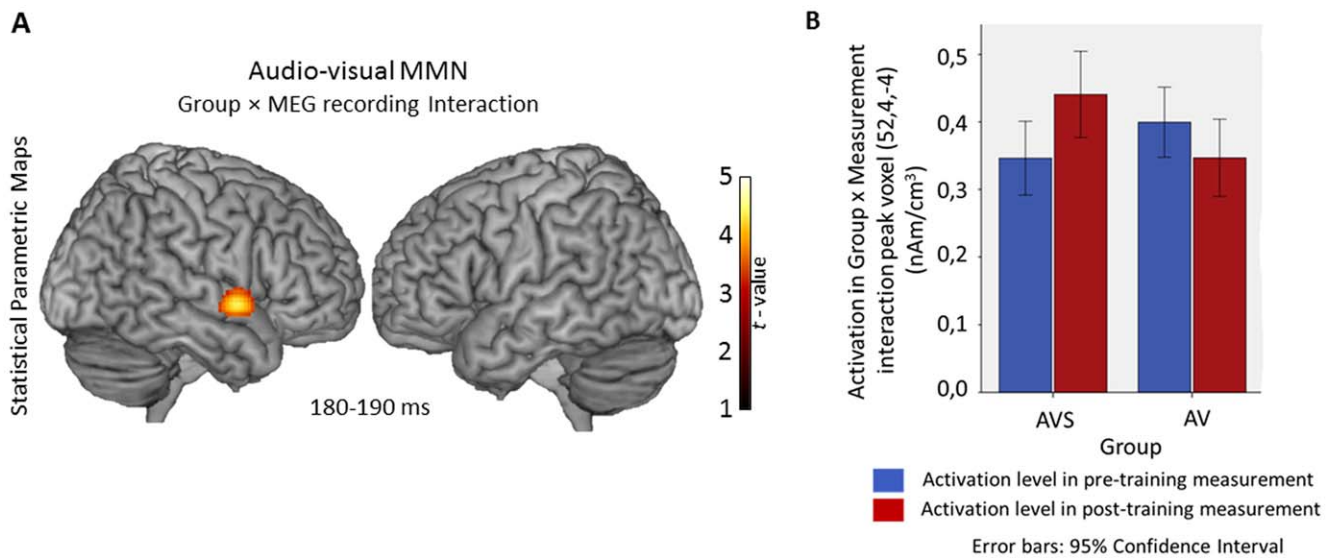 A
Audio-visual MMN
Group × MEG recording Interaction
Statistical Parametric Maps
180-190 ms
5
4
3
2
1
t - value
B
Activation in Group x Measurement
interaction peak voxel (52,4,-4)
(nAm/cm³)
0,5
0,4
0,3
0,2
0,1
0,0
AVS
AV
Group
Activation level in pre-training measurement
Activation level in post-training measurement
Error bars: 95% Confidence Interval